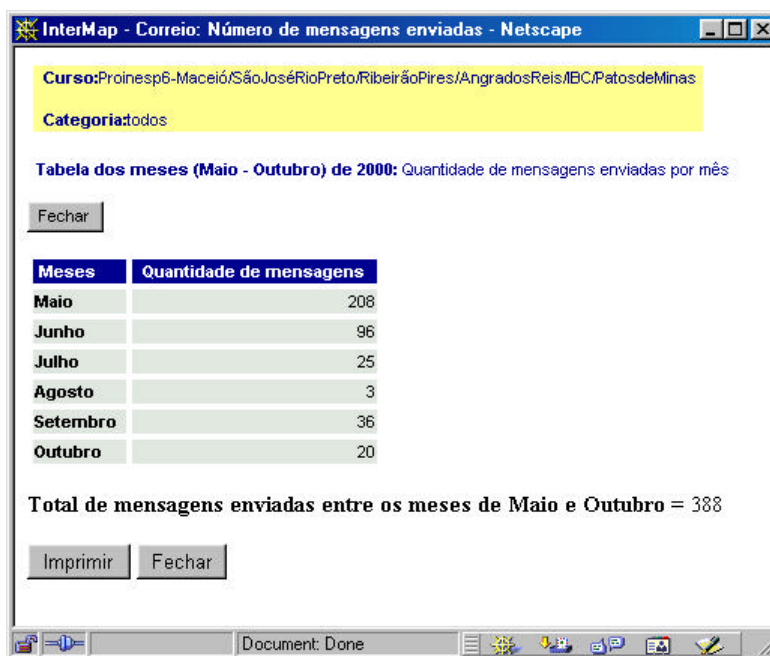 InterMap - Correio: Número de mensagens enviadas - Netscape
Curso:Proinesp6-Maceió/SãoJoséRioPreto/RibeirãoPires/AngradosReis/IBC/PatosdeMinas
Categoria:todos
Tabela dos meses (Maio - Outubro) de 2000: Quantidade de mensagens enviadas por mês
Fechar
Meses Quantidade de mensagens
Maio 208
Junho 96
Julho 25
Agosto 3
Setembro 36
Outubro 20
Total de mensagens enviadas entre os meses de Maio e Outubro = 388
Imprimir Fechar
Document: Done